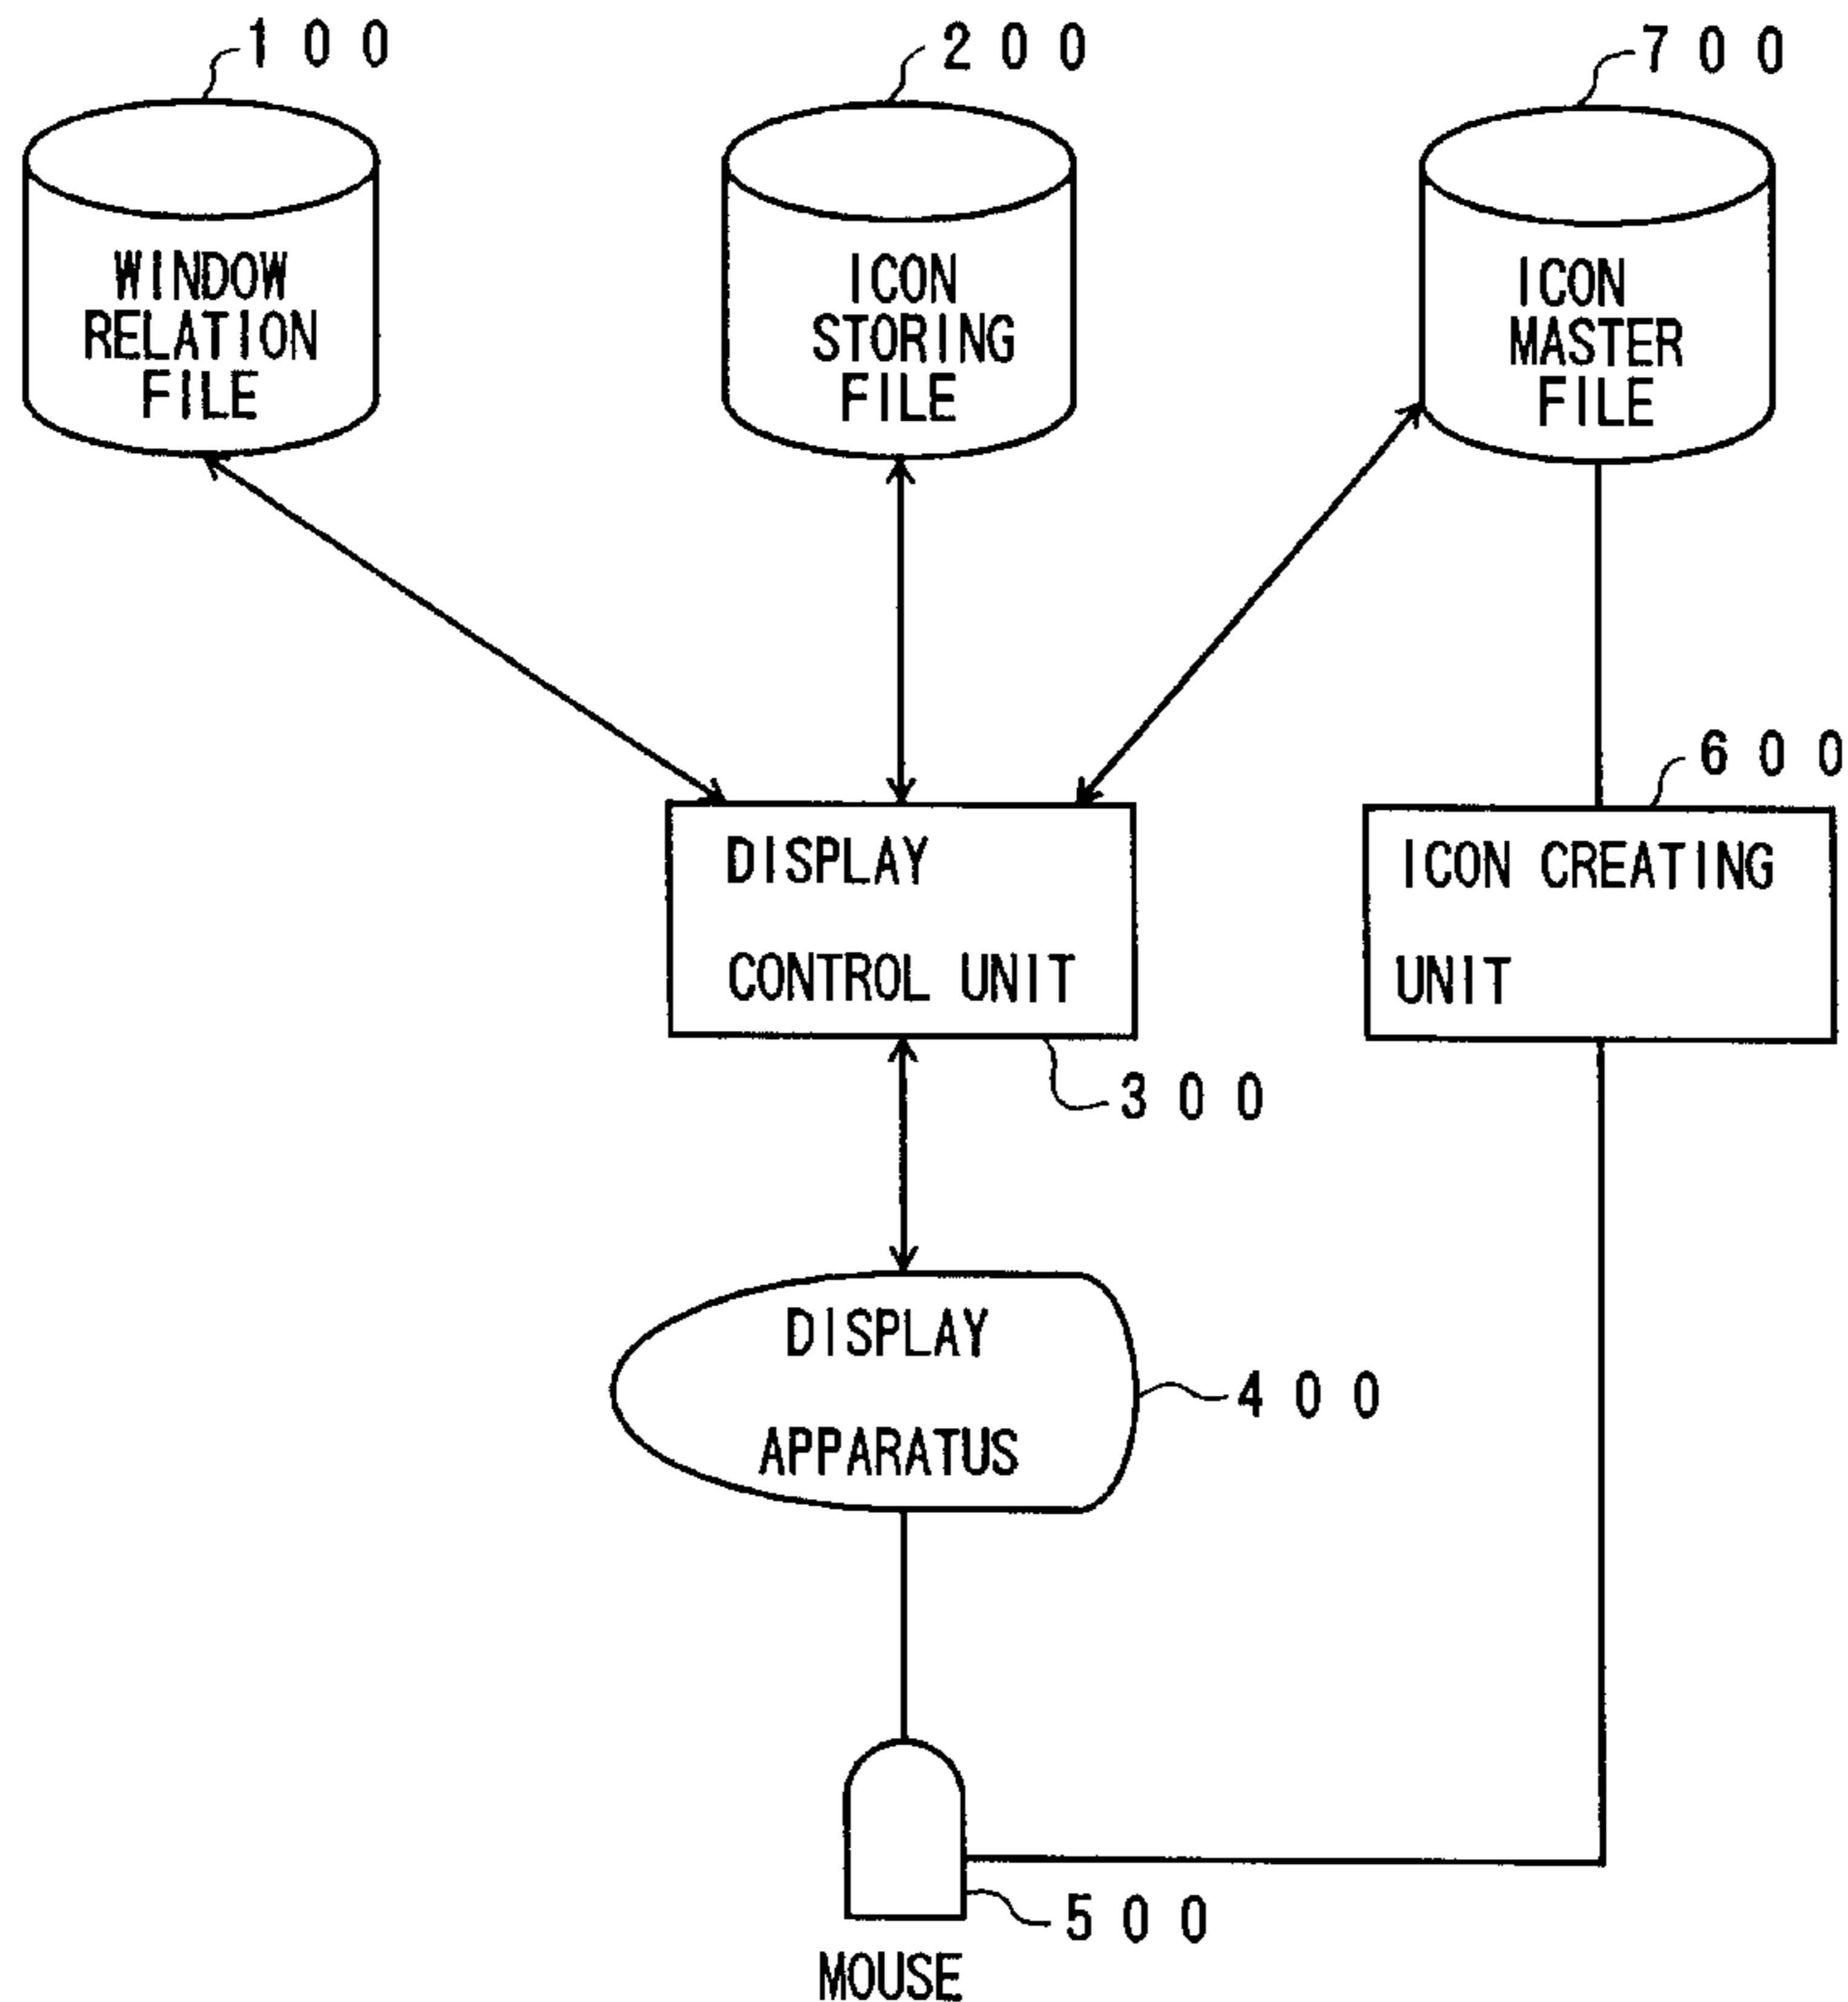 100
200
700
WINDOW
RELATION
FILE
ICON
STORING
FILE
ICON
MASTER
FILE
600
DISPLAY
CONTROL UNIT
ICON CREATING
UNIT
300
DISPLAY
APPARATUS
400
500
MOUSE